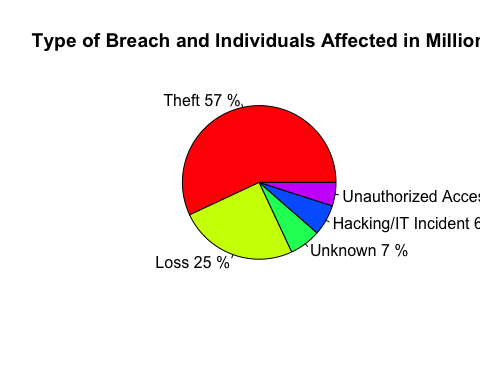 Type of Breach and Individuals Affected in Million
Theft 57 %
Unauthorized Acces
Hacking/IT Incident 6
Unknown 7 %
Loss 25 %